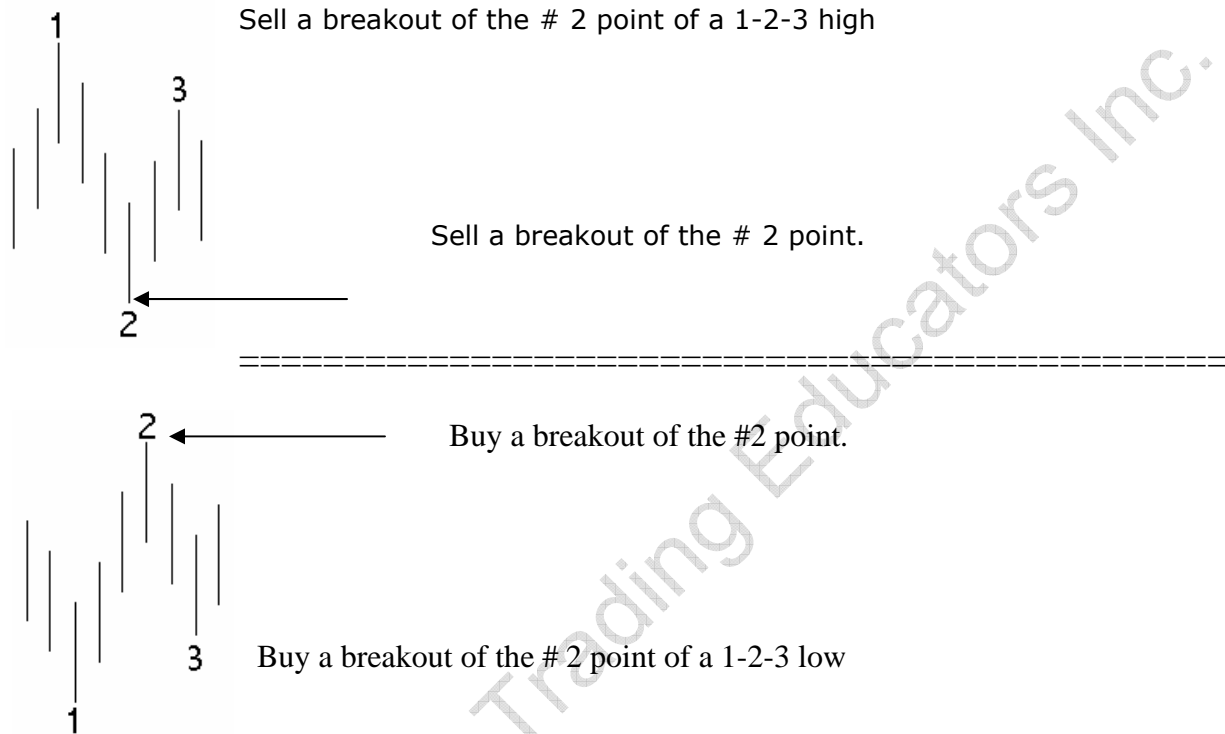 Sell a breakout of the # 2 point of a 1-2-3 high
1
3
Sell a breakout of the # 2 point.
2
==================================================
2
Buy a breakout of the #2 point.
3
Buy a breakout of the # 2 point of a 1-2-3 low
1
Trading Educators Inc.